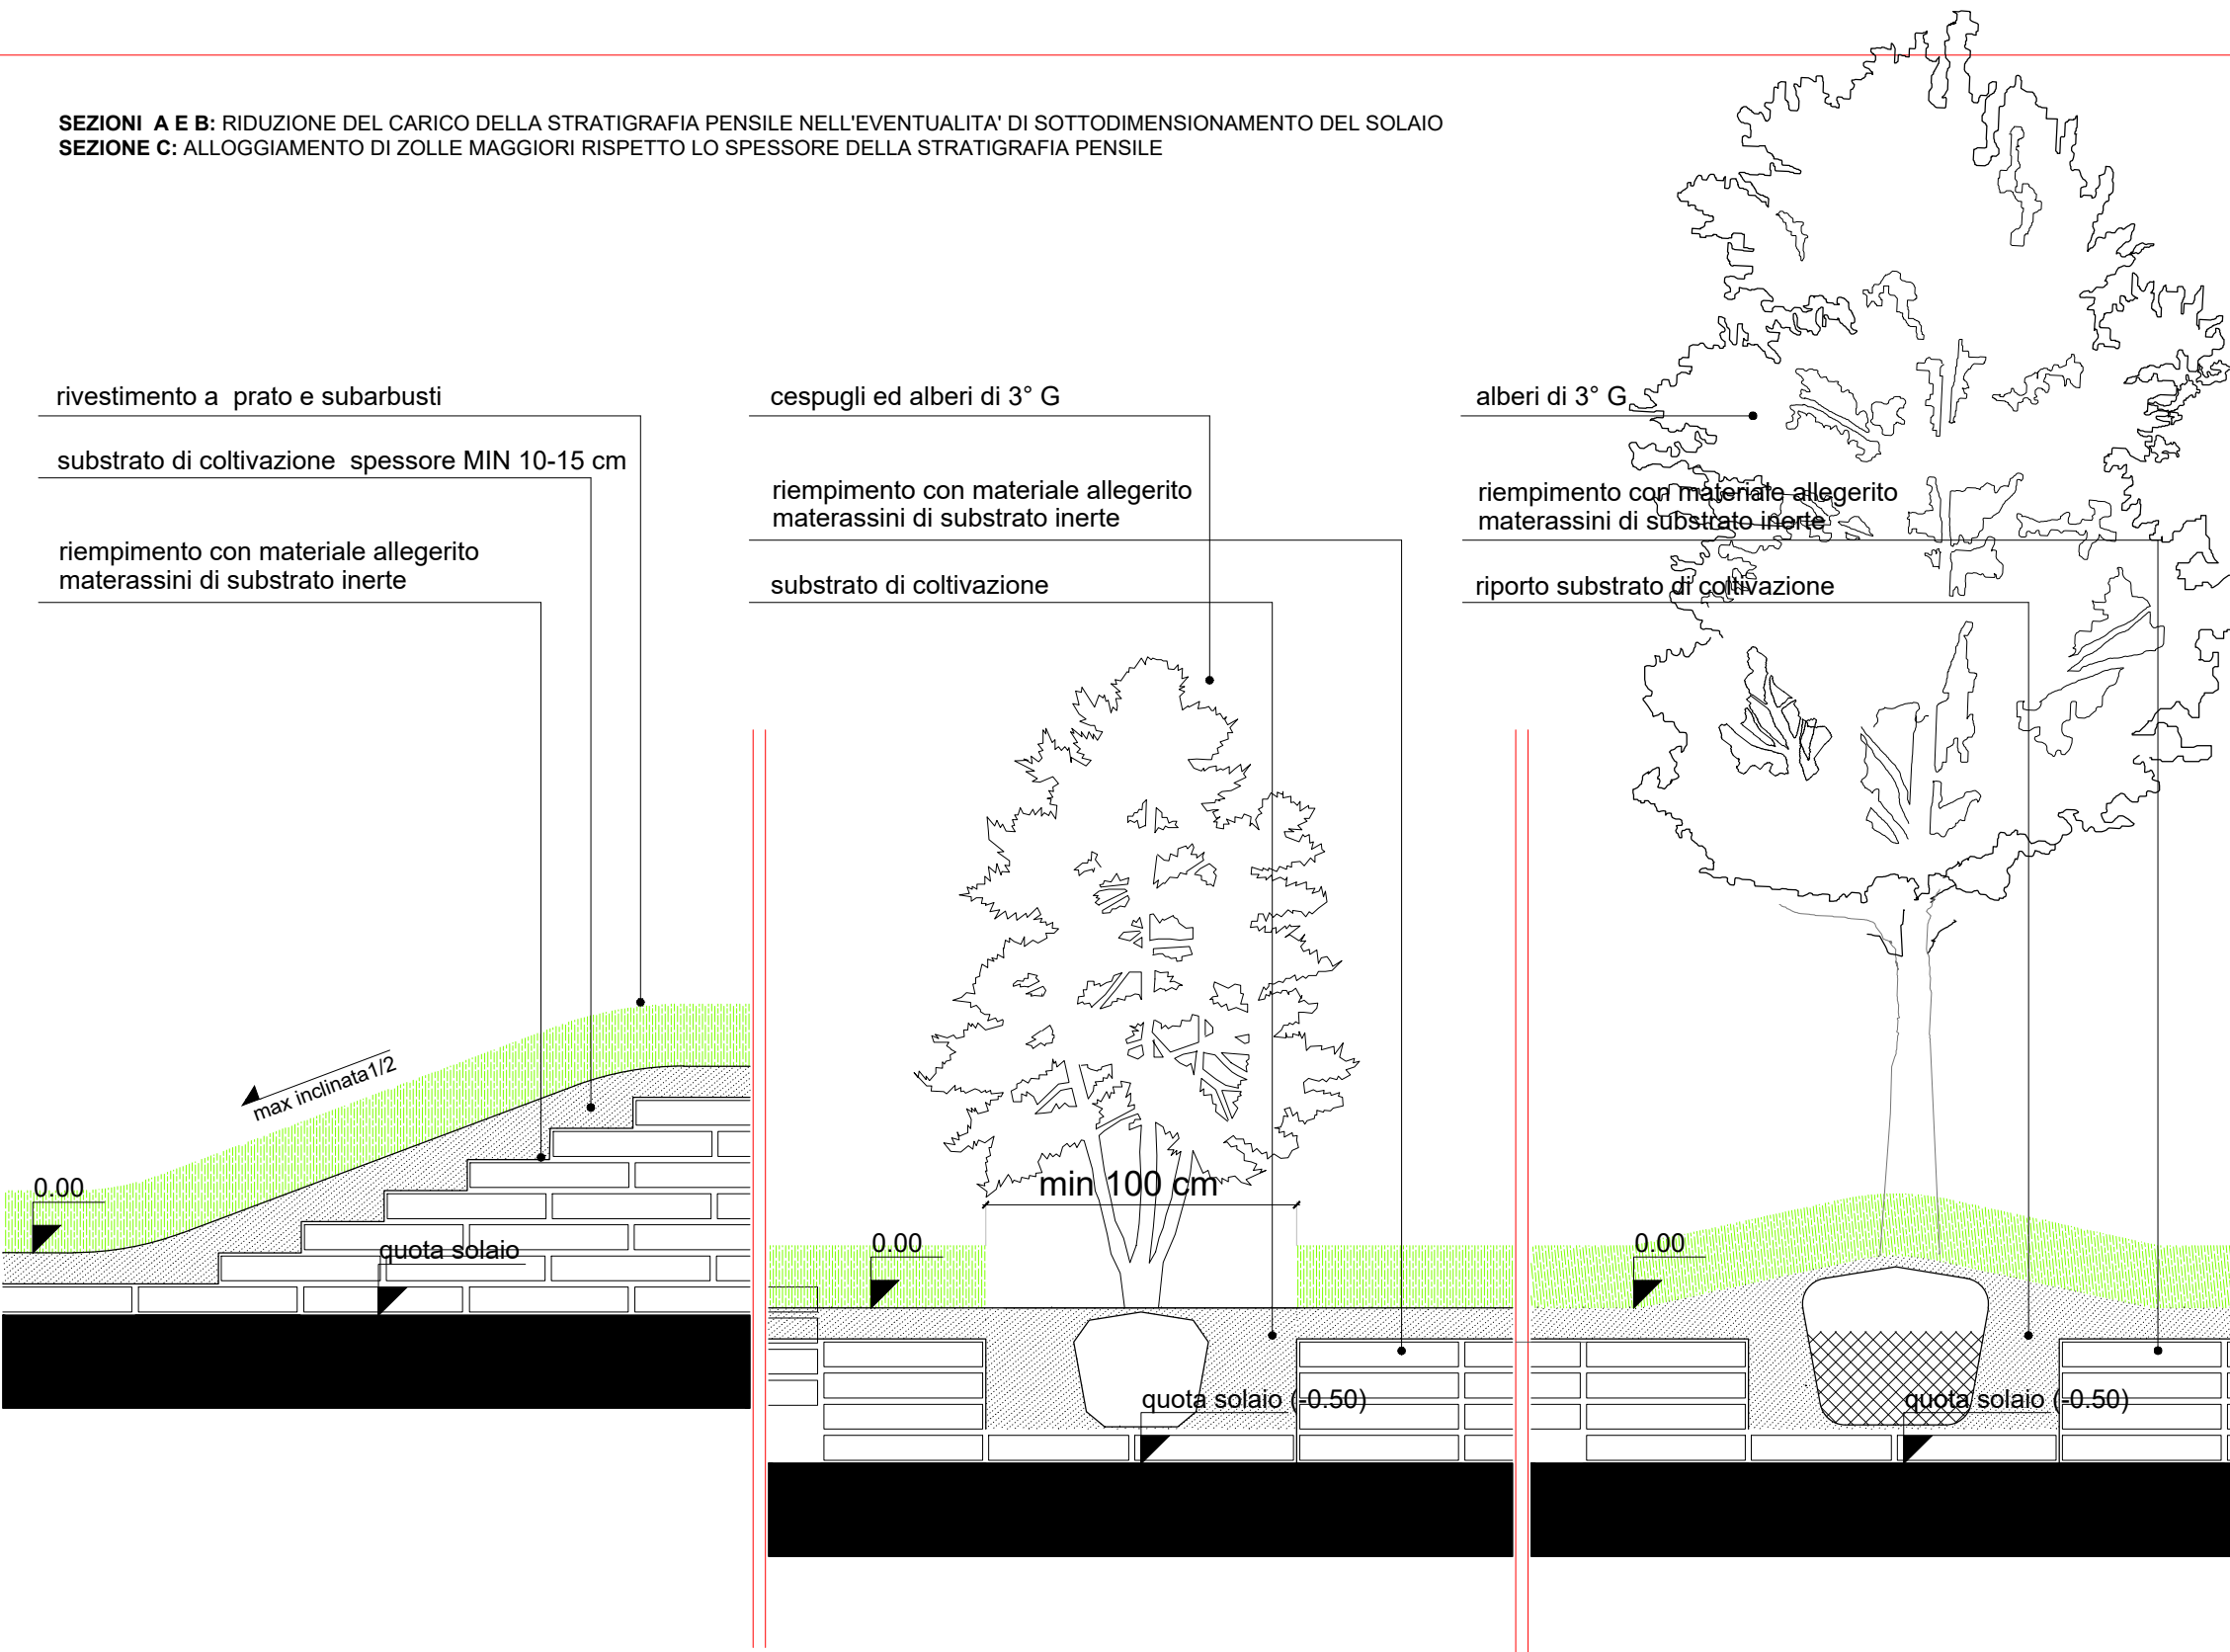 SEZIONI A E B: RIDUZIONE DEL CARICO DELLA STRATIGRAFIA PENSILE NELL'EVENTUALITA' DI SOTTODIMENSIONAMENTO DEL SOLAIO
SEZIONE C: ALLOGGIAMENTO DI ZOLLE MAGGIORI RISPETTO LO SPESSORE DELLA STRATIGRAFIA PENSILE
rivestimento a prato e subarbusti
substrato di coltivazione spessore MIN 10-15 cm
riempimento con materiale allegerito
materassini di substrato inerte
max inclinata1/2
0.00
quota solaio
cespugli ed alberi di 3° G
riempimento con materiale allegerito
materassini di substrato inerte
substrato di coltivazione
min 100 cm
0.00
quota solaio (-0.50)
alberi di 3° G
riempimento con materiale allegerito
materassini di substrato inerte
riporto substrato di coltivazione
0.00
quota solaio (-0.50)